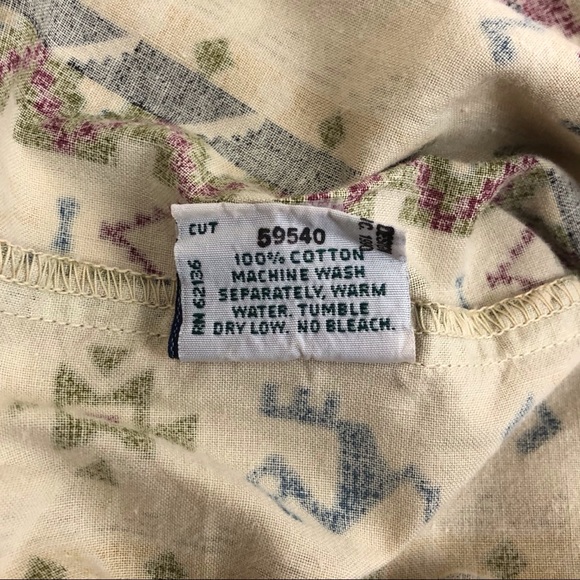 CUT 59540
100% COTTON
MACHINE WASH
SEPARATELY, WARM
WATER. TUMBLE
DRY LOW. NO BLEACH.
RN 62136